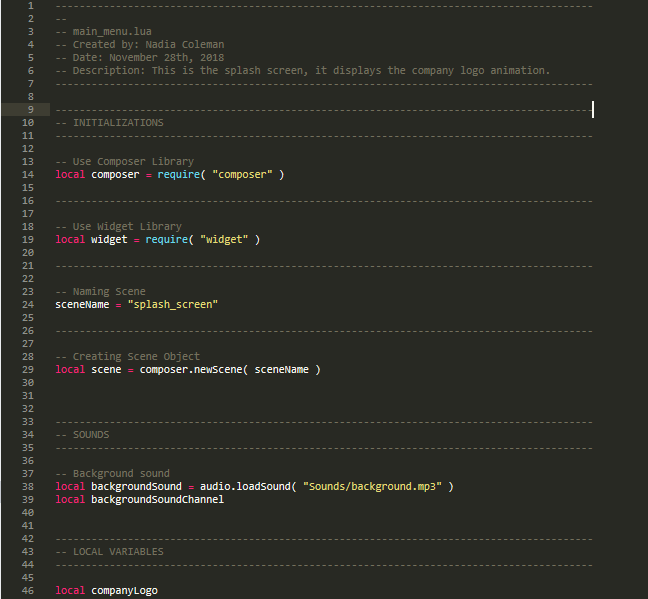 1 ------------------------------------------------------------------------------------------
2 --
3 -- main_menu.lua
4 -- Created by: Nadia Coleman
5 -- Date: November 28th, 2018
6 -- Description: This is the splash screen, it displays the company logo animation.
7 ------------------------------------------------------------------------------------------
8
9 ------------------------------------------------------------------------------------------
10 -- INITIALIZATIONS
11 ------------------------------------------------------------------------------------------
12
13 -- Use Composer Library
14 local composer = require( "composer" )
15
16 ------------------------------------------------------------------------------------------
17
18 -- Use Widget Library
19 local widget = require( "widget" )
20
21 ------------------------------------------------------------------------------------------
22
23 -- Naming Scene
24 sceneName = "splash_screen"
25
26 ------------------------------------------------------------------------------------------
27
28 -- Creating Scene Object
29 local scene = composer.newScene( sceneName )
30
31
32
33 ------------------------------------------------------------------------------------------
34 -- SOUNDS
35 ------------------------------------------------------------------------------------------
36
37 -- Background sound
38 local backgroundSound = audio.loadSound( "Sounds/background.mp3" )
39 local backgroundSoundChannel
40
41
42 ------------------------------------------------------------------------------------------
43 -- LOCAL VARIABLES
44 ------------------------------------------------------------------------------------------
45
46 local companyLogo